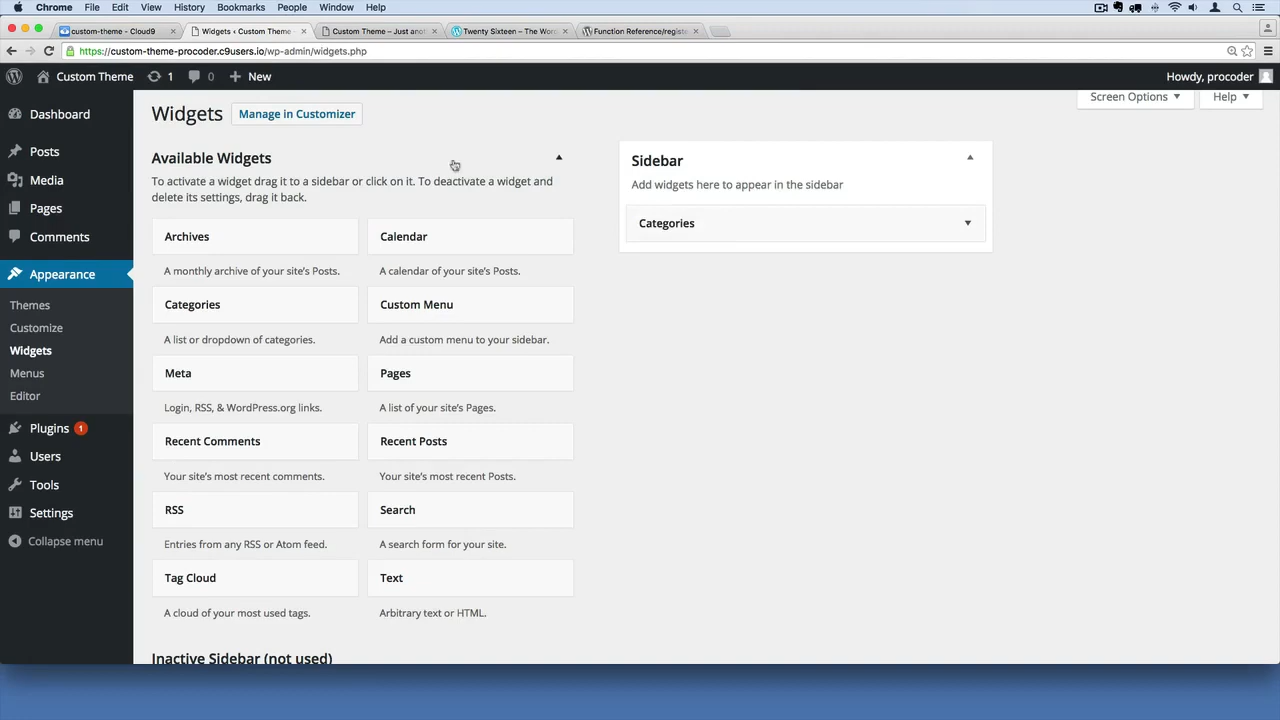 Chrome File Edit View History Bookmarks People Window Help
custom-theme - Cloud9
Widgets ‹ Custom Theme
Custom Theme – Just anot
Twenty Sixteen – The Wor
Function Reference/registe
https://custom-theme-procoder.c9users.io/wp-admin/widgets.php
Custom Theme 1 0 + New Howdy, procoder
Screen Options Help
Dashboard
Posts
Media
Pages
Comments
Appearance
Themes
Customize
Widgets
Menus
Editor
Plugins 1
Users
Tools
Settings
Collapse menu
Widgets Manage in Customizer
Available Widgets
To activate a widget drag it to a sidebar or click on it. To deactivate a widget and
delete its settings, drag it back.
Archives
A monthly archive of your site's Posts.
Calendar
A calendar of your site's Posts.
Categories
A list or dropdown of categories.
Custom Menu
Add a custom menu to your sidebar.
Meta
Login, RSS, & WordPress.org links.
Pages
A list of your site's Pages.
Recent Comments
Your site's most recent comments.
Recent Posts
Your site's most recent Posts.
RSS
Entries from any RSS or Atom feed.
Search
A search form for your site.
Tag Cloud
A cloud of your most used tags.
Text
Arbitrary text or HTML.
Inactive Sidebar (not used)
Sidebar
Add widgets here to appear in the sidebar
Categories